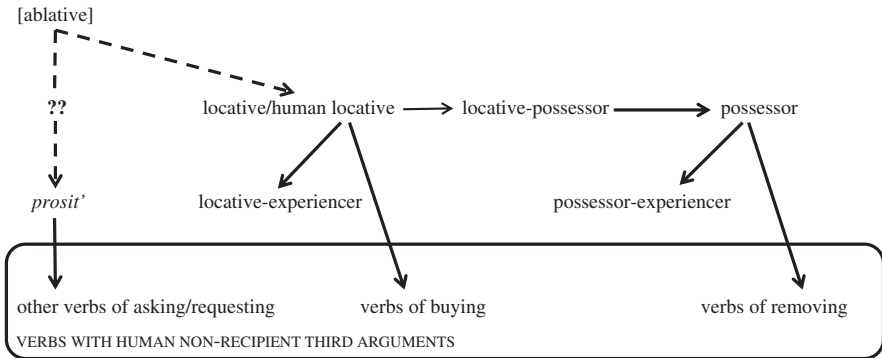 [ablative]
??
locative/human locative
locative-possessor
possessor
prosit’
locative-experiencer
possessor-experiencer
other verbs of asking/requesting
verbs of buying
verbs of removing
VERBS WITH HUMAN NON-RECIPIENT THIRD ARGUMENTS